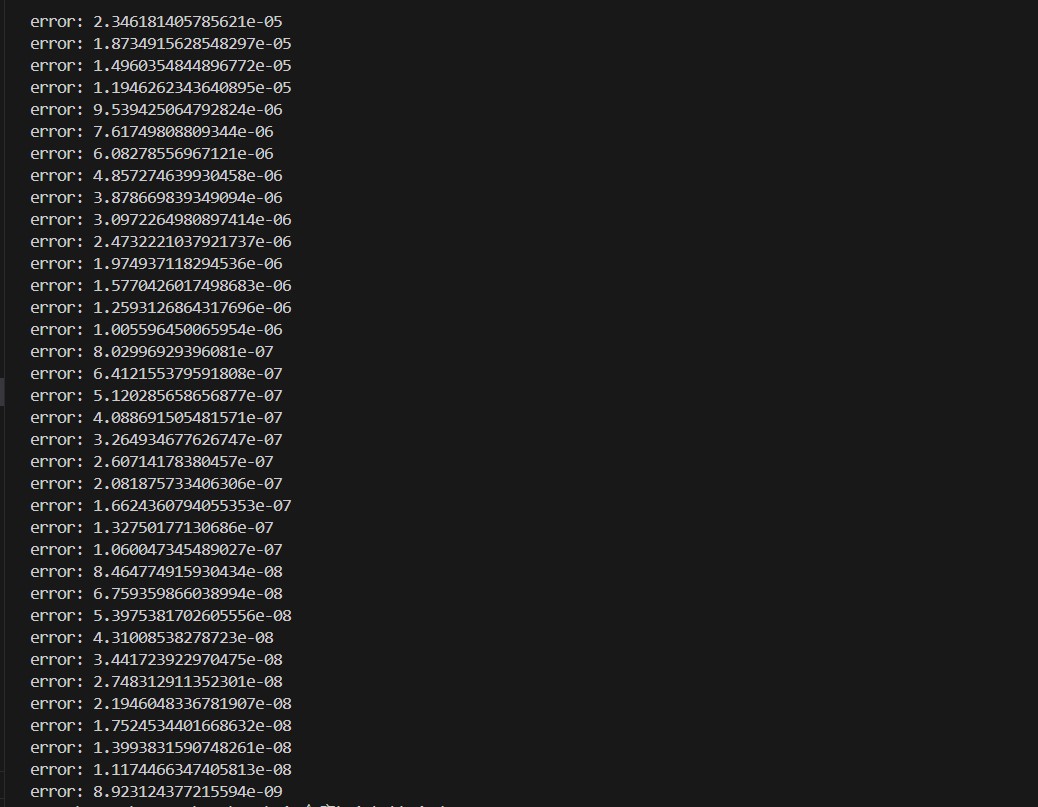 error: 2.346181405785621e-05
error: 1.8734915628548297e-05
error: 1.4960354844896772e-05
error: 1.1946262343640895e-05
error: 9.539425064792824e-06
error: 7.61749808809344e-06
error: 6.08278556967121e-06
error: 4.857274639930458e-06
error: 3.878669839349094e-06
error: 3.0972264980897414e-06
error: 2.4732221037921737e-06
error: 1.974937118294536e-06
error: 1.5770426017498683e-06
error: 1.2593126864317696e-06
error: 1.005596450065954e-06
error: 8.02996929396081e-07
error: 6.412155379591808e-07
error: 5.120285658656877e-07
error: 4.088691505481571e-07
error: 3.264934677626747e-07
error: 2.60714178380457e-07
error: 2.081875733406306e-07
error: 1.6624360794055353e-07
error: 1.32750177130686e-07
error: 1.060047345489027e-07
error: 8.464774915930434e-08
error: 6.759359866038994e-08
error: 5.3975381702605556e-08
error: 4.31008538278723e-08
error: 3.441723922970475e-08
error: 2.748312911352301e-08
error: 2.1946048336781907e-08
error: 1.7524534401668632e-08
error: 1.3993831590748261e-08
error: 1.1174466347405813e-08
error: 8.923124377215594e-09